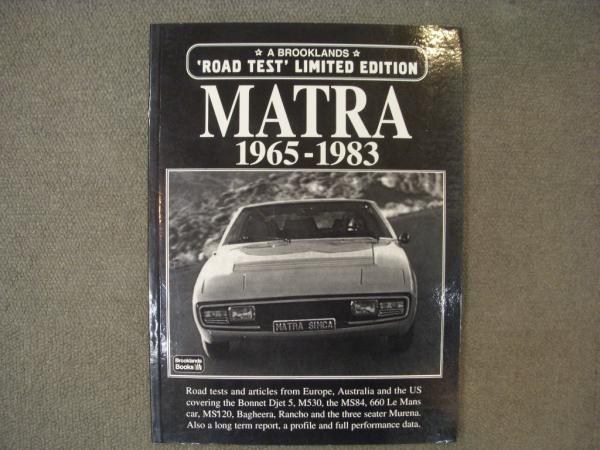 ☆ A BROOKLANDS ☆
'ROAD TEST' LIMITED EDITION
MATRA
1965-1983
MATRA SIMCA
Brooklands
Books
Road tests and articles from Europe, Australia and the US
covering the Bonnet Djet 5, M530, the MS84, 660 Le Mans
car, MS120, Bagheera, Rancho and the three seater Murena.
Also a long term report, a profile and full performance data.